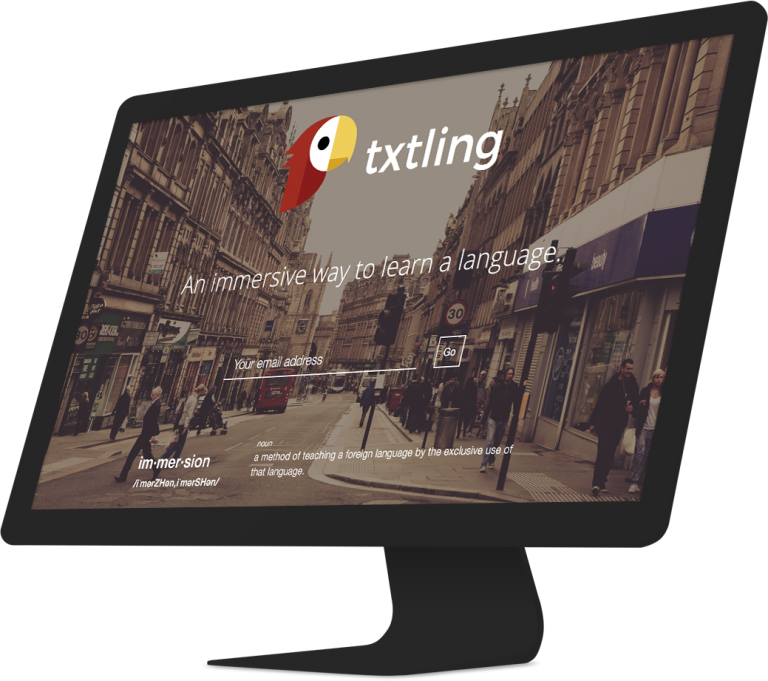 txtling
An immersive way to learn a language.
30
Your email address
Go
im·mer·sion
/iˈmərZHən,iˈmərSHən/
noun
a method of teaching a foreign language by the exclusive use of
that language.